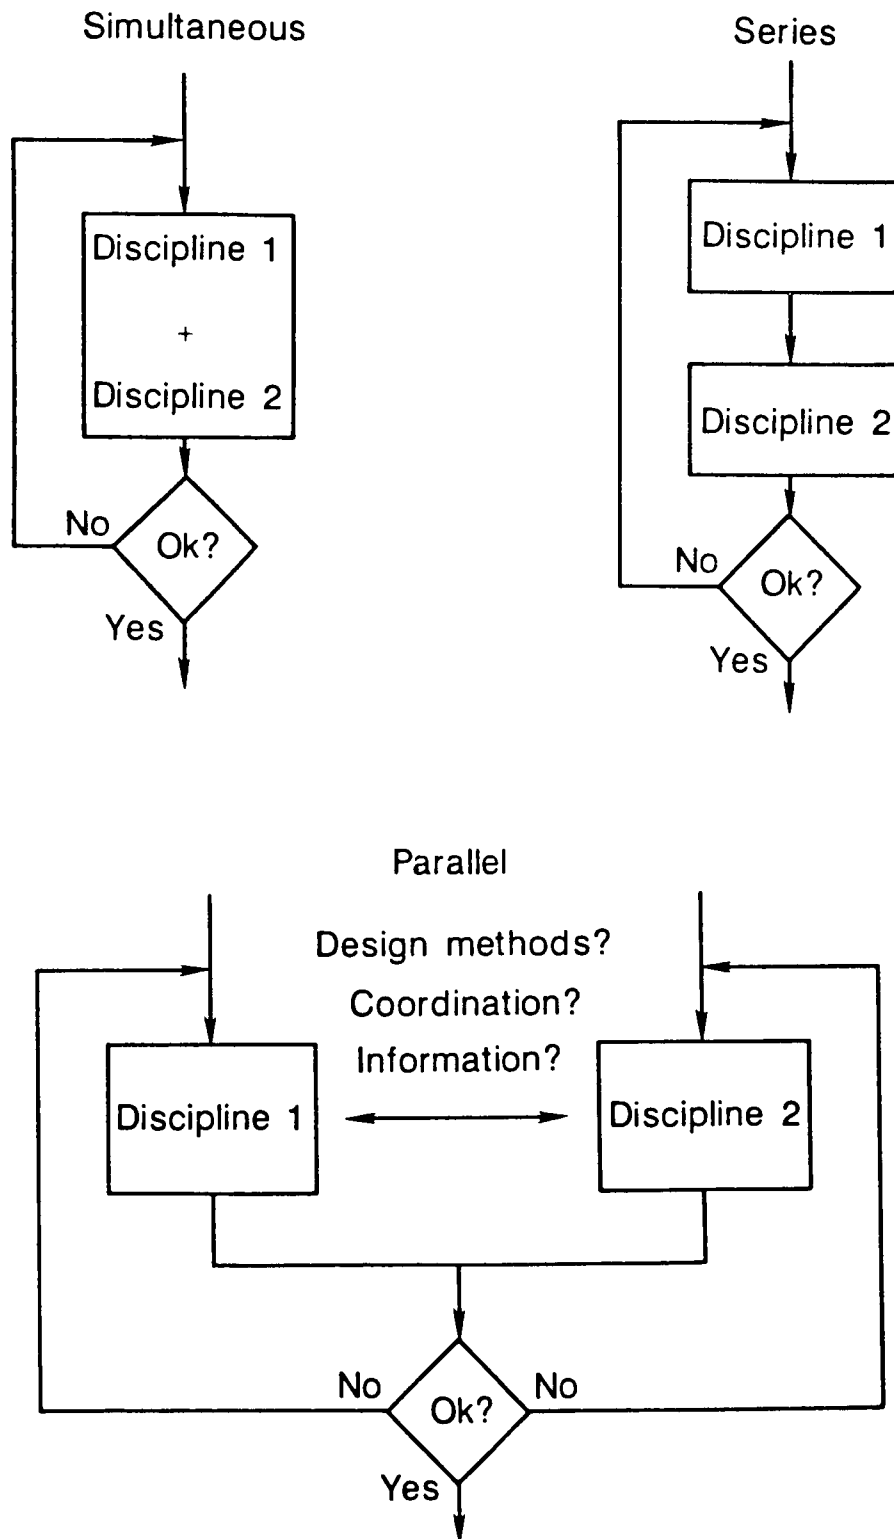 Simultaneous
Discipline 1
+
Discipline 2
No
Ok?
Yes
Series
Discipline 1
Discipline 2
No
Ok?
Yes
Parallel
Design methods?
Coordination?
Information?
Discipline 1
Discipline 2
No
No
Ok?
Yes